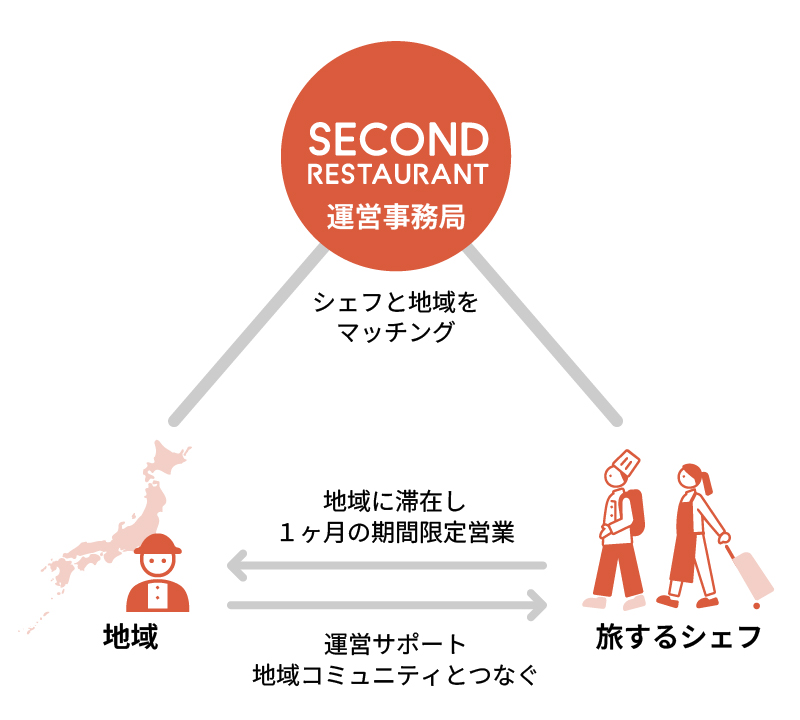 SECOND
RESTAURANT
運営事務局
シェフと地域を
マッチング
地域に滞在し
１ヶ月の期間限定営業
地域
旅するシェフ
運営サポート
地域コミュニティとつなぐ